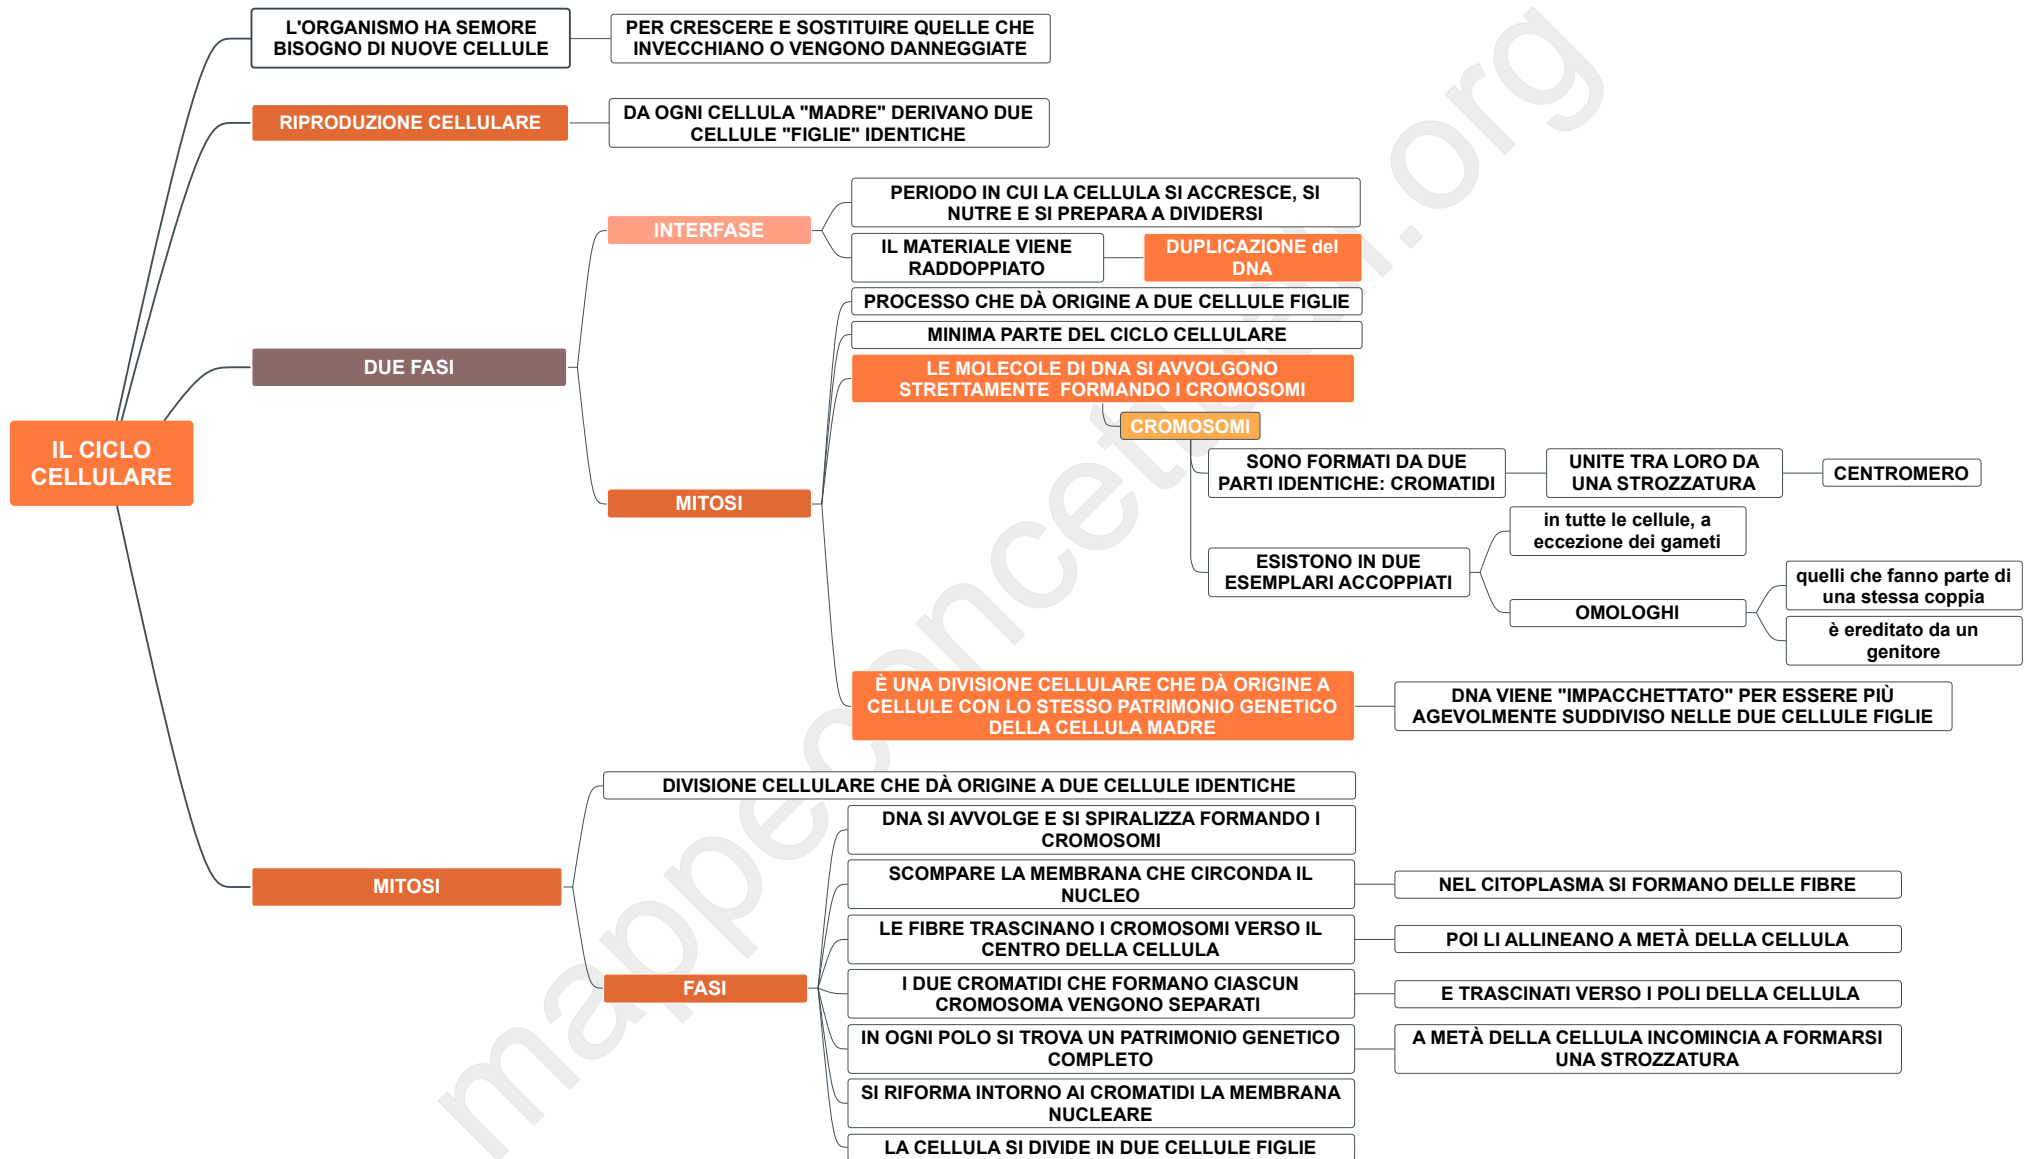 IL CICLO
CELLULARE
L'ORGANISMO HA SEMORE
BISOGNO DI NUOVE CELLULE
PER CRESCERE E SOSTITUIRE QUELLE CHE
INVECCHIANO O VENGONO DANNEGGIATE
RIPRODUZIONE CELLULARE
DA OGNI CELLULA "MADRE" DERIVANO DUE
CELLULE "FIGLIE" IDENTICHE
DUE FASI
INTERFASE
PERIODO IN CUI LA CELLULA SI ACCRESCE, SI
NUTRE E SI PREPARA A DIVIDERSI
IL MATERIALE VIENE
RADDOPPIATO
DUPLICAZIONE del
DNA
MITOSI
PROCESSO CHE DÀ ORIGINE A DUE CELLULE FIGLIE
MINIMA PARTE DEL CICLO CELLULARE
LE MOLECOLE DI DNA SI AVVOLGONO
STRETTAMENTE FORMANDO I CROMOSOMI
CROMOSOMI
SONO FORMATI DA DUE
PARTI IDENTICHE: CROMATIDI
UNITE TRA LORO DA
UNA STROZZATURA
CENTROMERO
ESISTONO IN DUE
ESEMPLARI ACCOPPIATI
in tutte le cellule, a
eccezione dei gameti
OMOLOGHI
quelli che fanno parte di
una stessa coppia
è ereditato da un
genitore
È UNA DIVISIONE CELLULARE CHE DÀ ORIGINE A
CELLULE CON LO STESSO PATRIMONIO GENETICO
DELLA CELLULA MADRE
DNA VIENE "IMPACCHETTATO" PER ESSERE PIÙ
AGEVOLMENTE SUDDIVISO NELLE DUE CELLULE FIGLIE
MITOSI
DIVISIONE CELLULARE CHE DÀ ORIGINE A DUE CELLULE IDENTICHE
FASI
DNA SI AVVOLGE E SI SPIRALIZZA FORMANDO I
CROMOSOMI
SCOMPARE LA MEMBRANA CHE CIRCONDA IL
NUCLEO
NEL CITOPLASMA SI FORMANO DELLE FIBRE
LE FIBRE TRASCINANO I CROMOSOMI VERSO IL
CENTRO DELLA CELLULA
POI LI ALLINEANO A METÀ DELLA CELLULA
I DUE CROMATIDI CHE FORMANO CIASCUN
CROMOSOMA VENGONO SEPARATI
E TRASCINATI VERSO I POLI DELLA CELLULA
IN OGNI POLO SI TROVA UN PATRIMONIO GENETICO
COMPLETO
A METÀ DELLA CELLULA INCOMINCIA A FORMARSI
UNA STROZZATURA
SI RIFORMA INTORNO AI CROMATIDI LA MEMBRANA
NUCLEARE
LA CELLULA SI DIVIDE IN DUE CELLULE FIGLIE